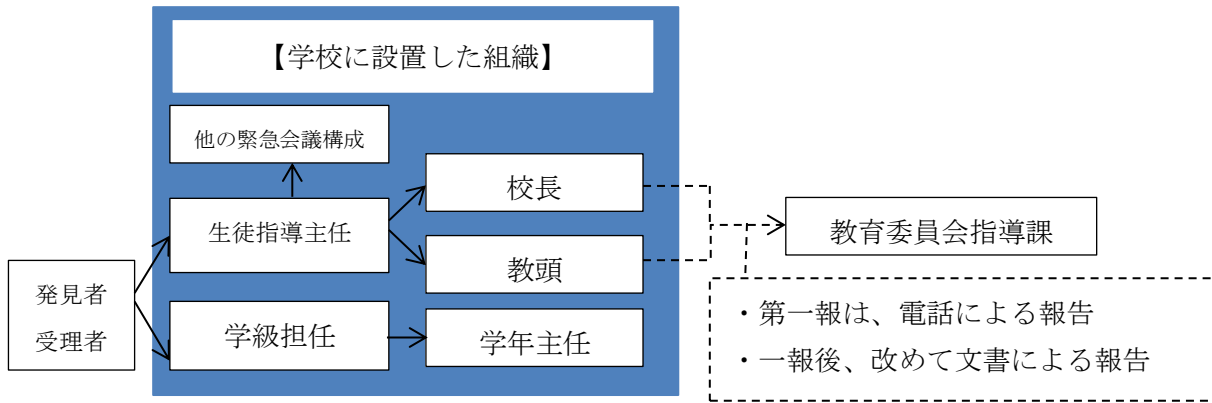 【学校に設置した組織】
他の緊急会議構成
校長
生徒指導主任
教育委員会指導課
教頭
発見者
受理者
学級担任
学年主任
・第一報は、電話による報告
・一報後、改めて文書による報告